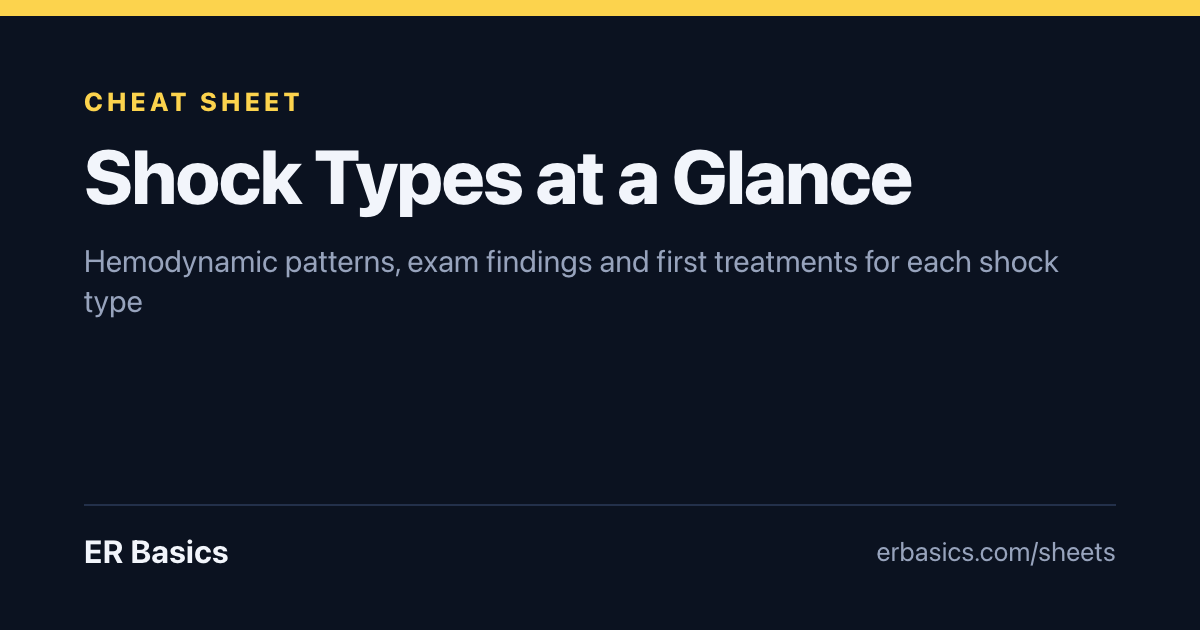 CHEAT SHEET
Shock Types at a Glance
Hemodynamic patterns, exam findings and first treatments for each shock
type
ER Basics
erbasics.com/sheets